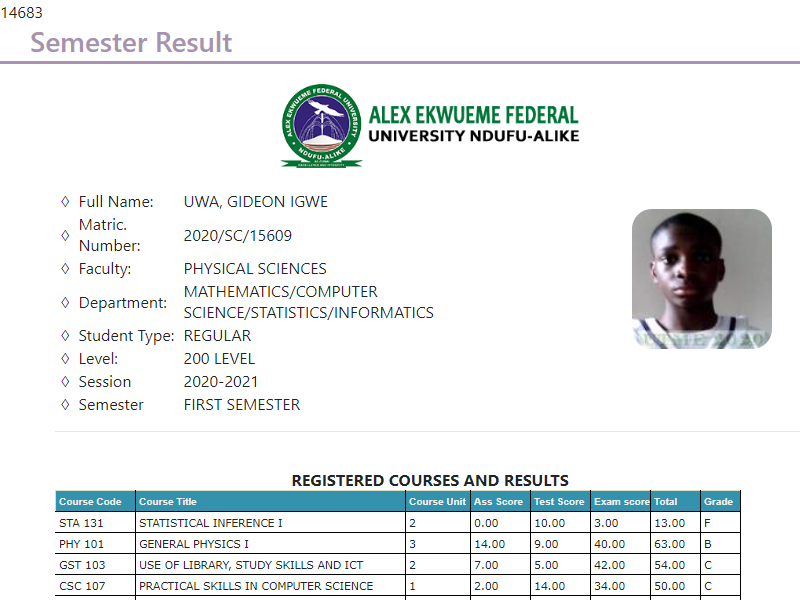 14683
Semester Result
ALEX EKWUEME FEDERAL UNIVERSITY
NDUFU-ALIKE
ALEX EKWUEME FEDERAL
UNIVERSITY NDUFU-ALIKE
◊ Full Name: UWA, GIDEON IGWE
◊ Matric. Number: 2020/SC/15609
◊ Faculty: PHYSICAL SCIENCES
◊ Department: MATHEMATICS/COMPUTER
SCIENCE/STATISTICS/INFORMATICS
◊ Student Type: REGULAR
◊ Level: 200 LEVEL
◊ Session 2020-2021
◊ Semester FIRST SEMESTER
REGISTERED COURSES AND RESULTS
Course Code Course Title Course Unit Ass Score Test Score Exam score Total Grade
STA 131 STATISTICAL INFERENCE I 2 0.00 10.00 3.00 13.00 F
PHY 101 GENERAL PHYSICS I 3 14.00 9.00 40.00 63.00 B
GST 103 USE OF LIBRARY, STUDY SKILLS AND ICT 2 7.00 5.00 42.00 54.00 C
CSC 107 PRACTICAL SKILLS IN COMPUTER SCIENCE 1 2.00 14.00 34.00 50.00 C